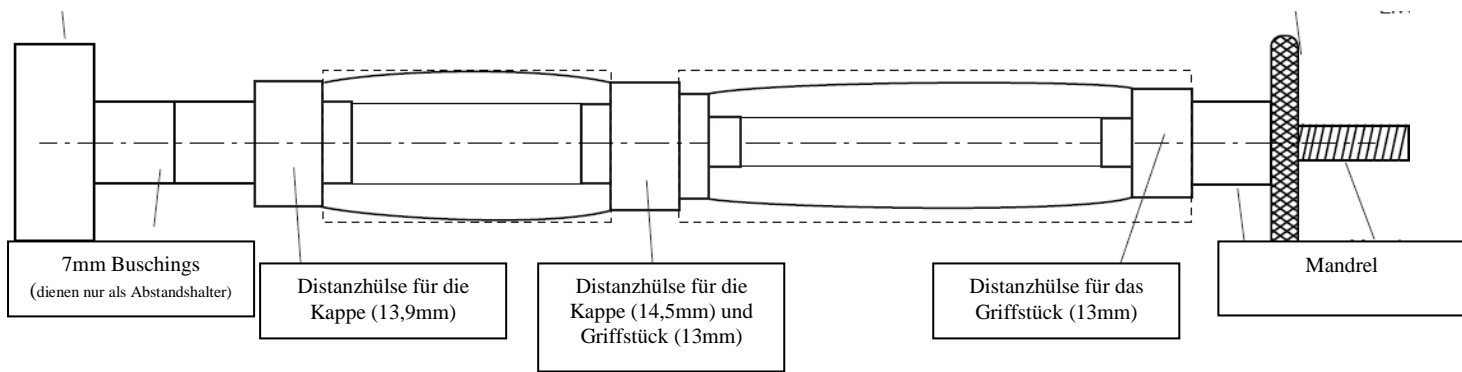 7mm Buschings
(dienen nur als Abstandshalter)
Distanzhülse für die
Kappe (13,9mm)
Distanzhülse für die
Kappe (14,5mm) und
Griffstück (13mm)
Distanzhülse für das
Griffstück (13mm)
Mandrel